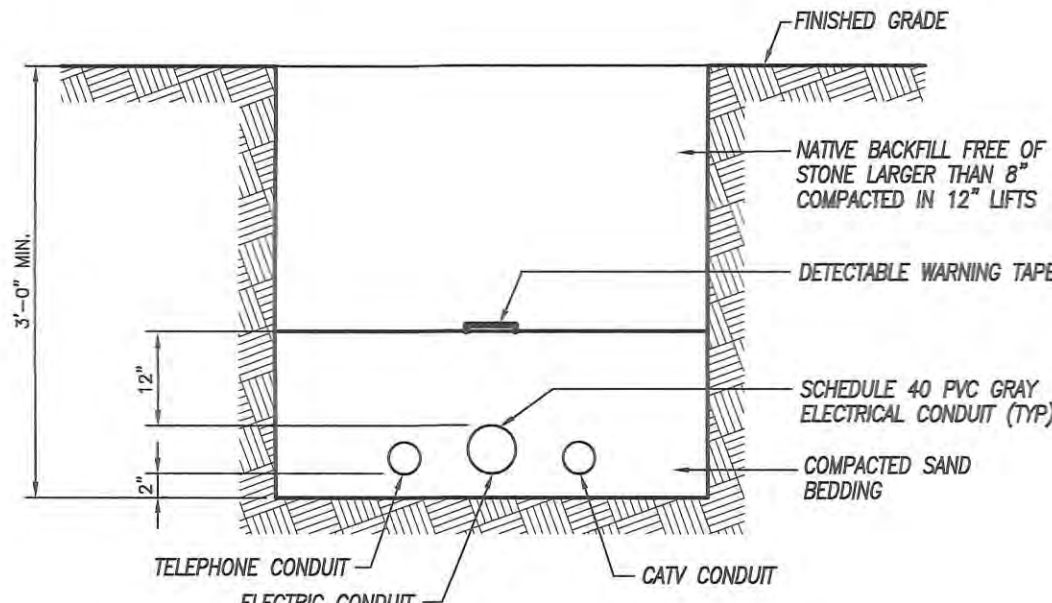 FINISHED GRADE
NATIVE BACKFILL FREE OF
STONE LARGER THAN 8"
COMPACTED IN 12" LIFTS
3'-0" MIN.
DETECTABLE WARNING TAPE
12"
SCHEDULE 40 PVC GRAY
ELECTRICAL CONDUIT (TYP)
COMPACTED SAND
BEDDING
2"
TELEPHONE CONDUIT
CATV CONDUIT
ELECTRIC CONDUIT